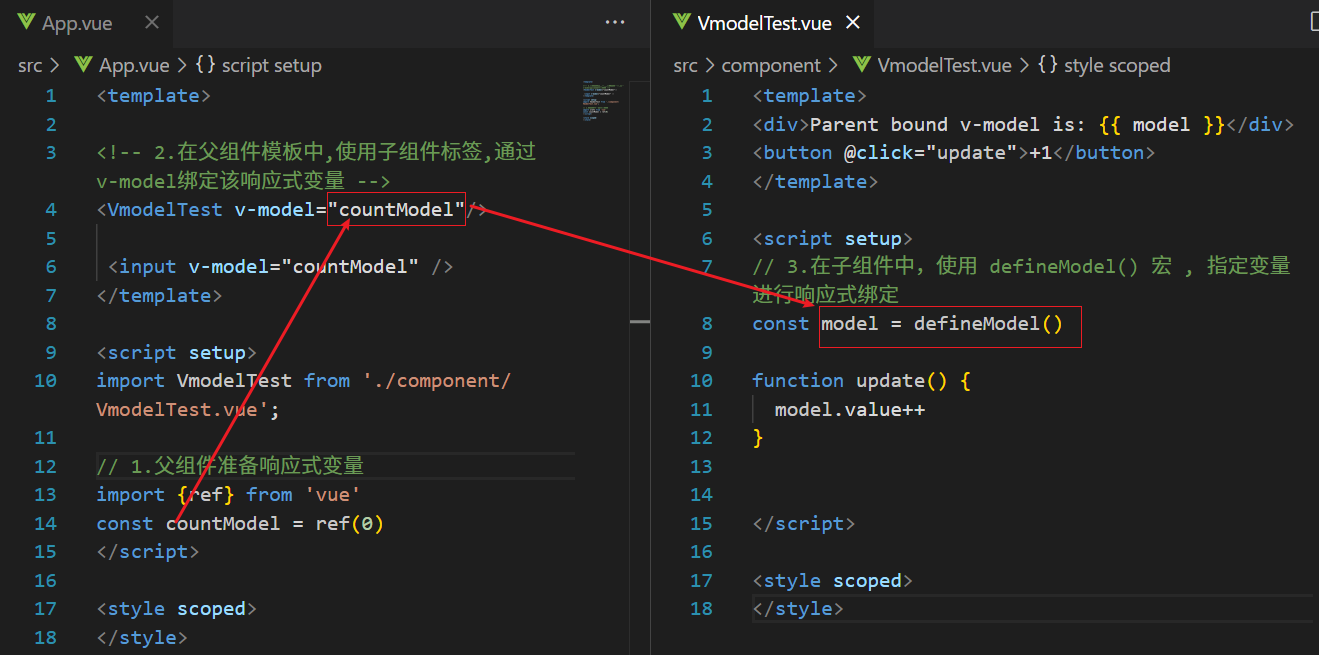 App.vue
src > App.vue > {} script setup
1 <template>
2
3 <!-- 2.在父组件模板中,使用子组件标签,通过
v-model绑定该响应式变量 -->
4 <VmodelTest v-model="countModel"/>
5
6 <input v-model="countModel" />
7 </template>
8
9 <script setup>
10 import VmodelTest from './component/
VmodelTest.vue';
11
12 // 1.父组件准备响应式变量
13 import {ref} from 'vue'
14 const countModel = ref(0)
15 </script>
16
17 <style scoped>
18 </style>
VmodelTest.vue
src > component > VmodelTest.vue > {} style scoped
1 <template>
2 <div>Parent bound v-model is: {{ model }}</div>
3 <button @click="update">+1</button>
4 </template>
5
6 <script setup>
7 // 3.在子组件中，使用 defineModel() 宏 , 指定变量
进行响应式绑定
8 const model = defineModel()
9
10 function update() {
11 model.value++
12 }
13
14
15 </script>
16
17 <style scoped>
18 </style>